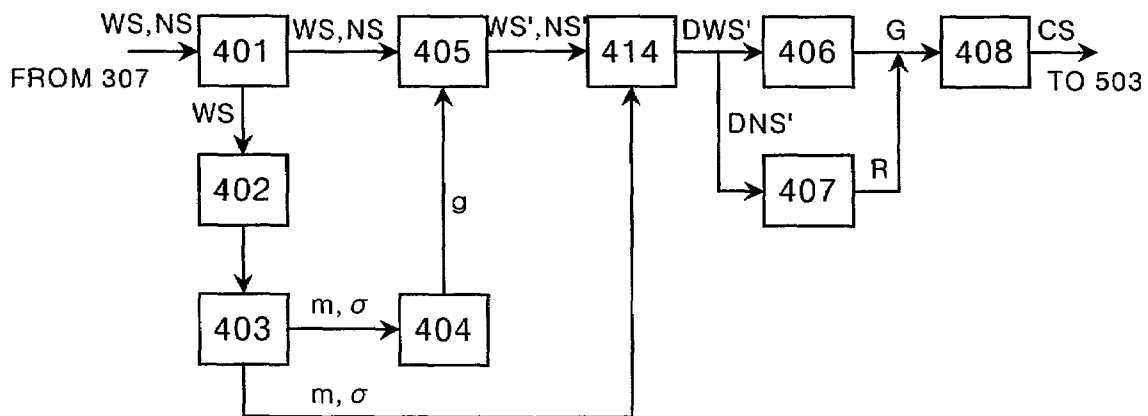 WS,NS
WS,NS
WS',NS'
DWS'
G
CS
401
405
414
406
408
FROM 307
TO 503
WS
DNS'
402
407
R
g
403
m, σ
404
m, σ